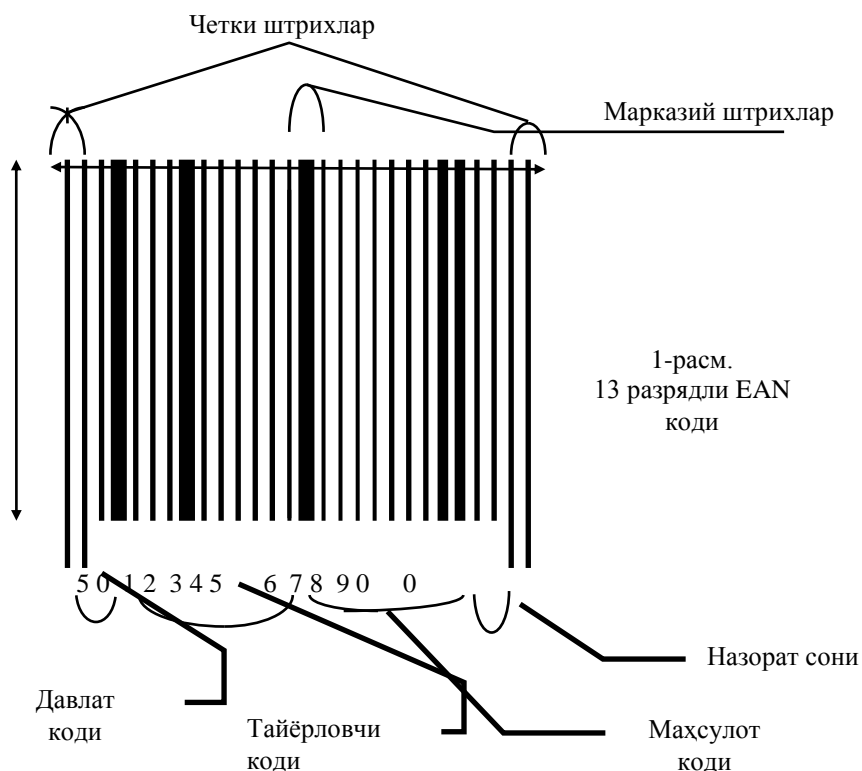 Четки штрихлар
Марказий штрихлар
1-расм.
13 разрядли EAN
коди
5 0 1 2 3 4 5 6 7 8 9 0 0
Назорат сони
Давлат
коди
Тайёрловчи
коди
Маҳсулот
коди